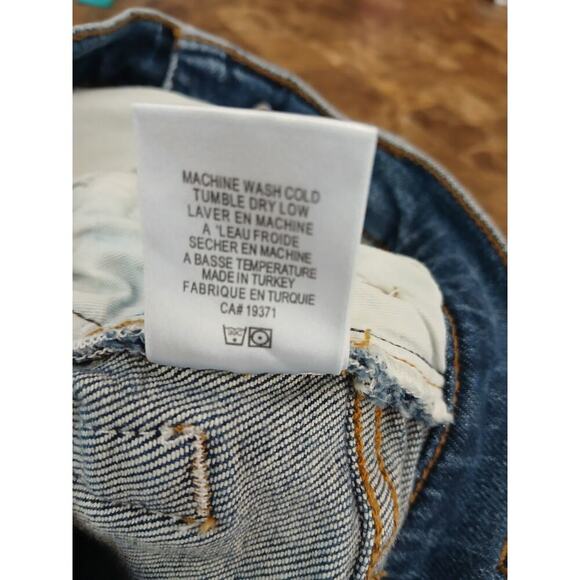 MACHINE WASH COLD
TUMBLE DRY LOW
LAVER EN MACHINE
A 'LEAU FROIDE
SECHER EN MACHINE
A BASSE TEMPERATURE
MADE IN TURKEY
FABRIQUE EN TURQUIE
CA# 19371